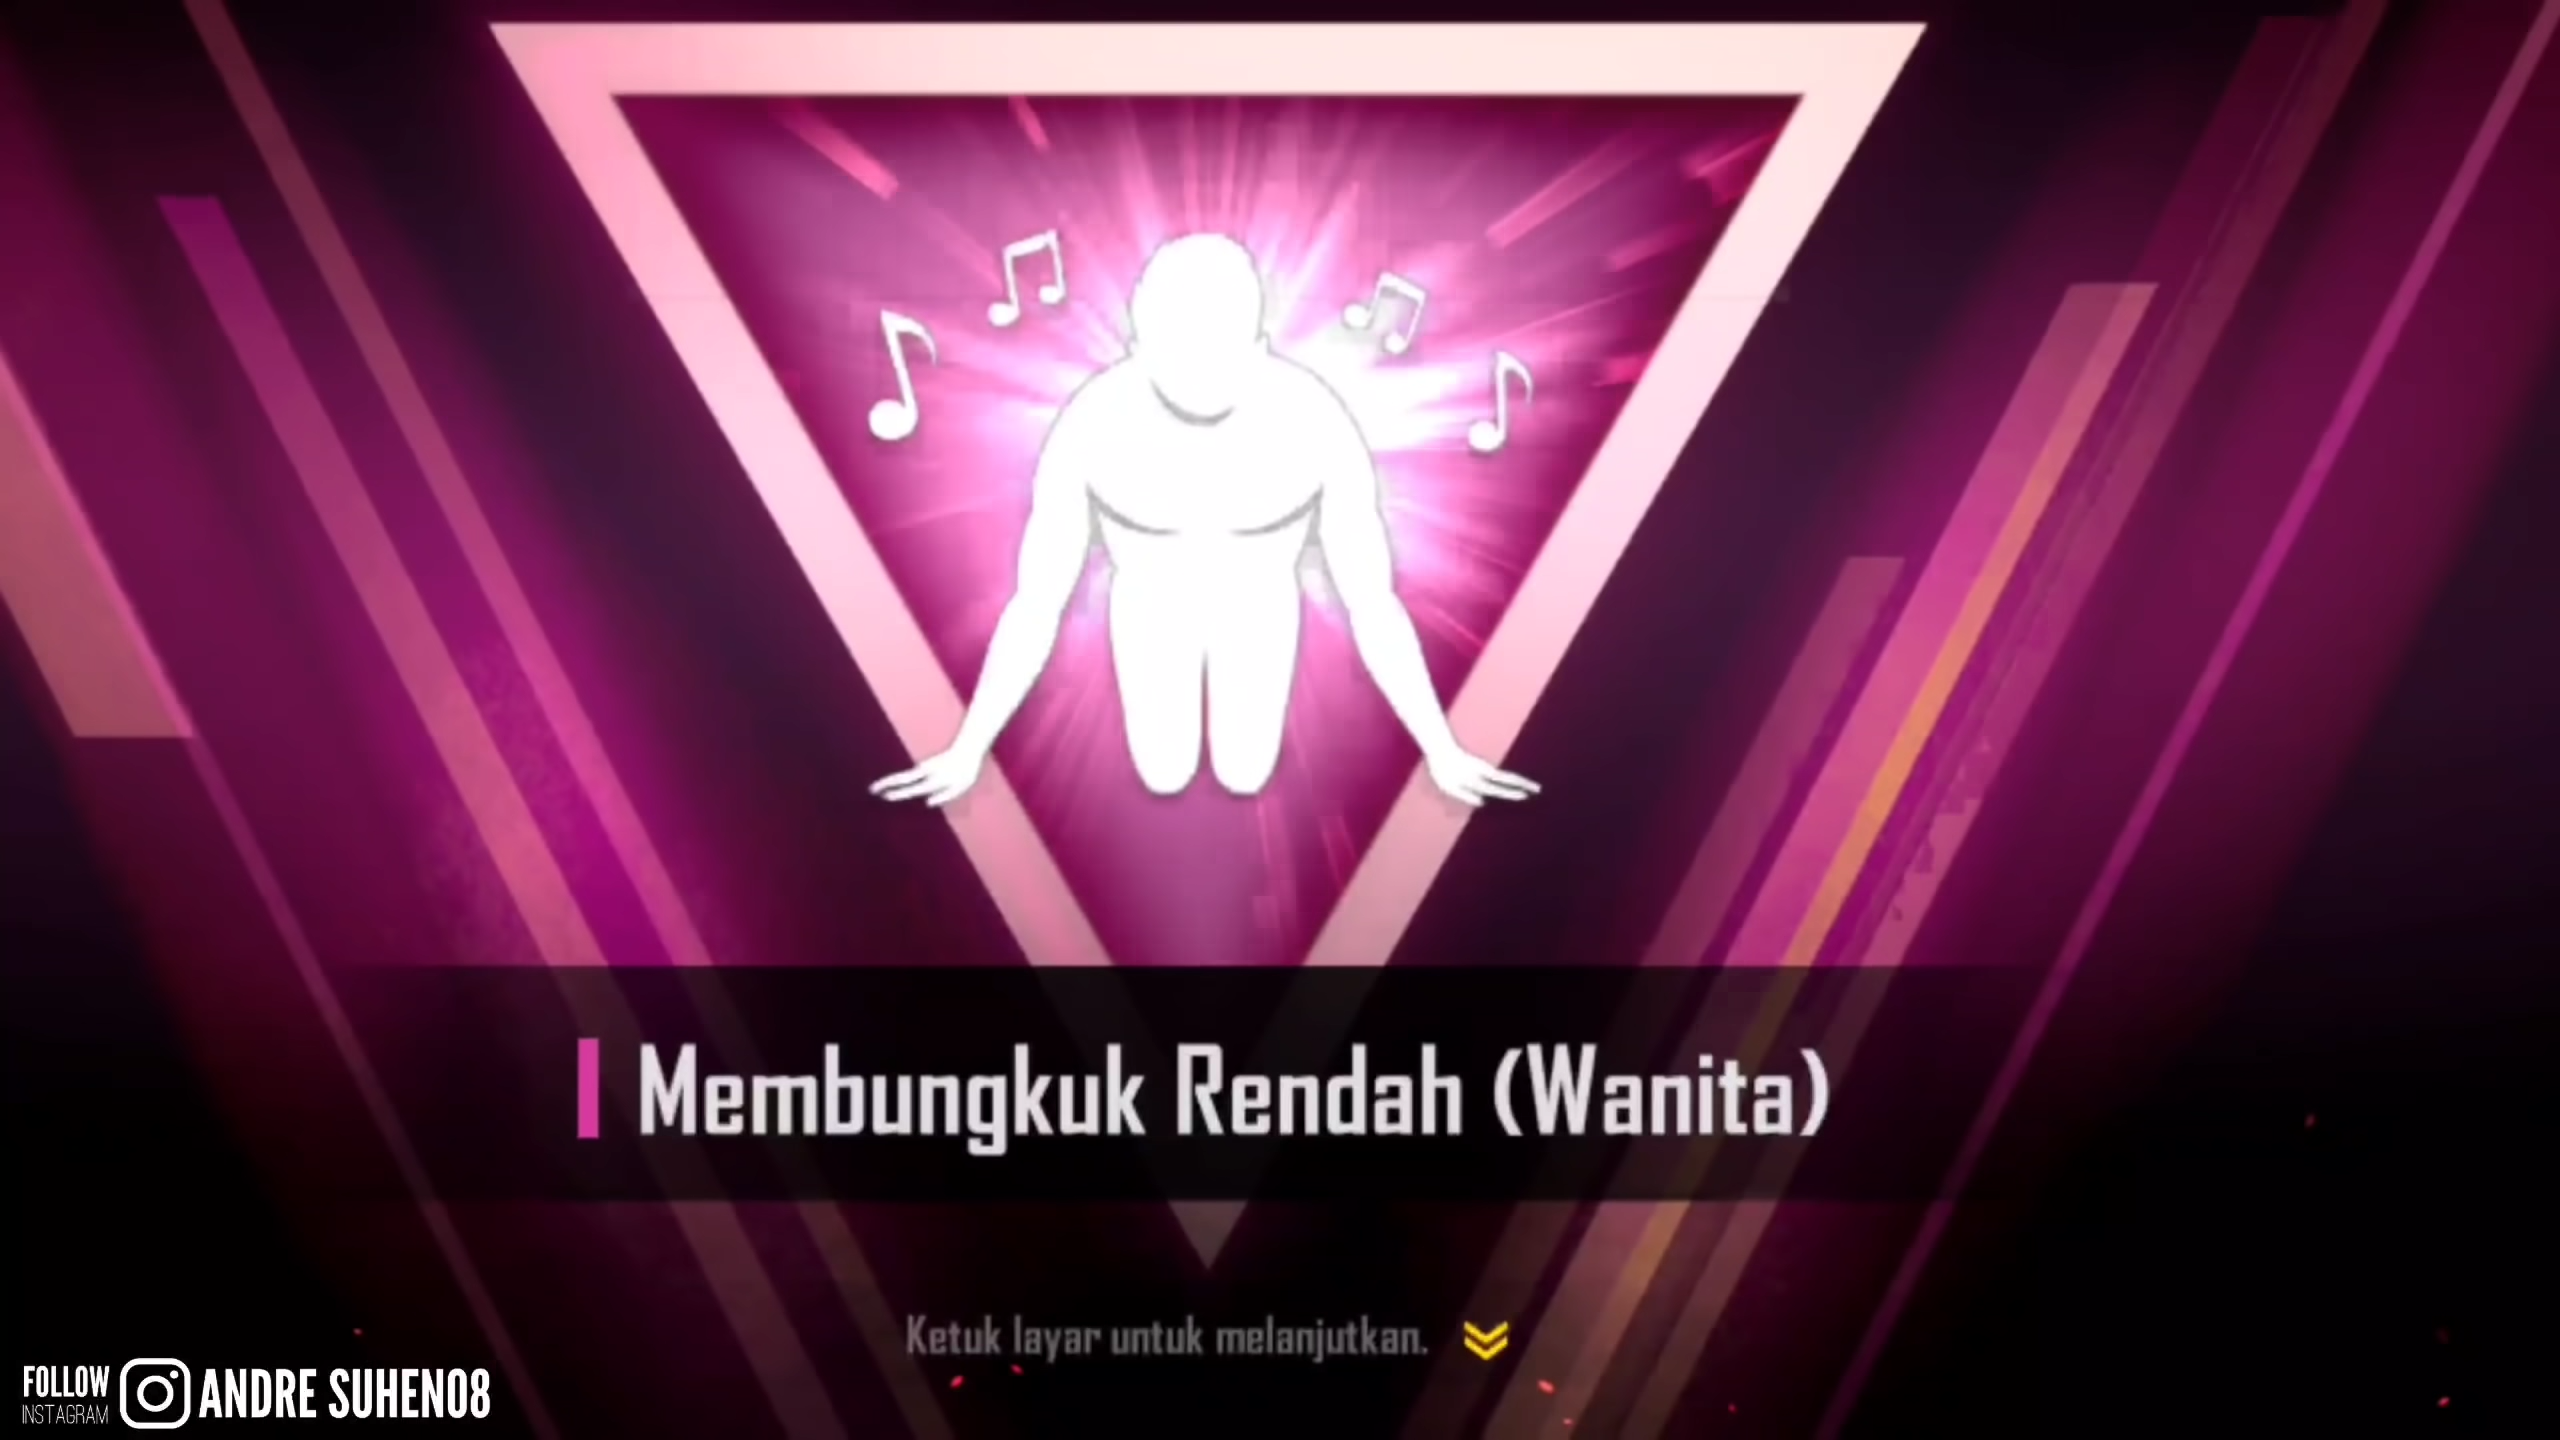 Membungkuk Rendah (Wanita)
Ketuk layar untuk melanjutkan.
FOLLOW
INSTAGRAM
ANDRE SUHEN08